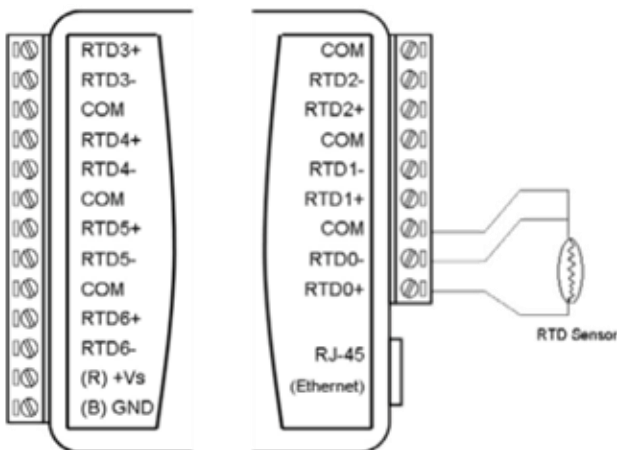 RTD3+
RTD3-
COM
RTD4+
RTD4-
COM
RTD5+
RTD5-
COM
RTD6+
RTD6-
(R) +Vs
(B) GND
COM
RTD2-
RTD2+
COM
RTD1-
RTD1+
COM
RTD0-
RTD0+
RJ-45
(Ethernet)
RTD Sensor